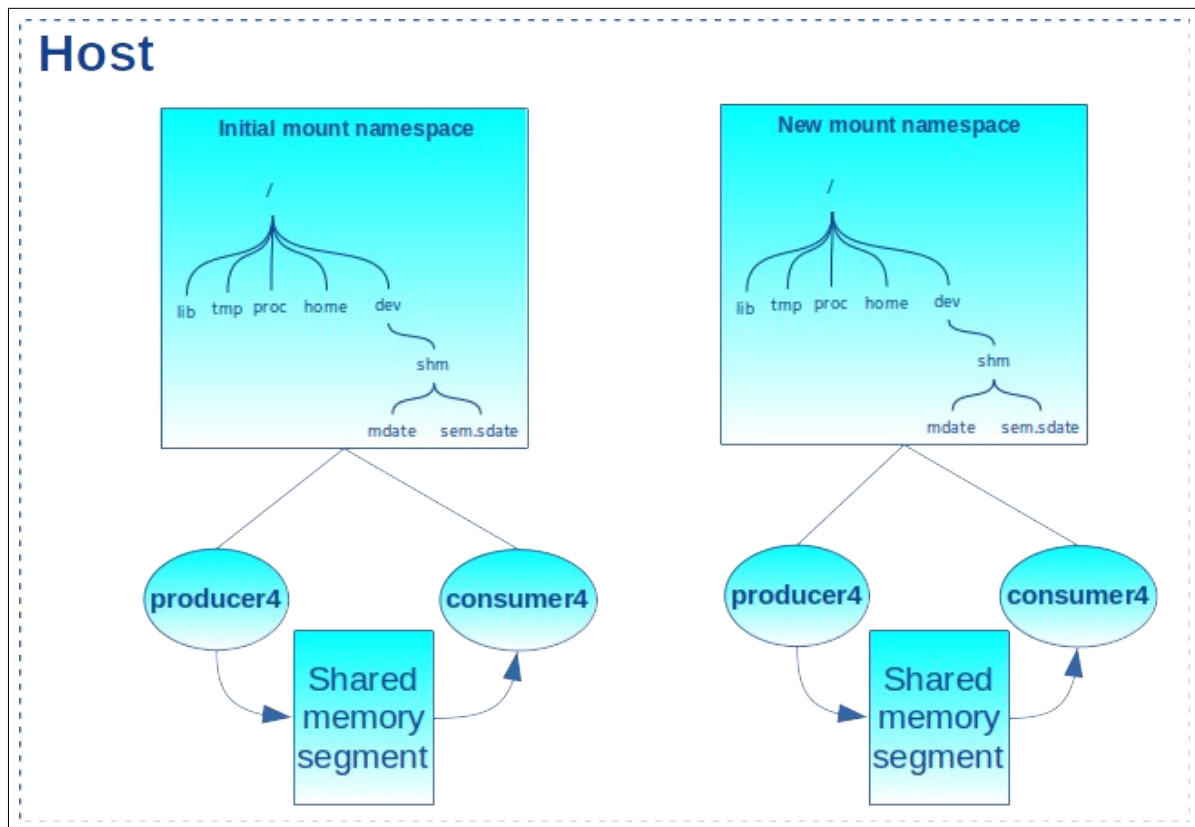 Host
Initial mount namespace
/
lib tmp proc home dev
shm
mdate sem.sdate
producer4
consumer4
Shared
memory
segment
New mount namespace
/
lib tmp proc home dev
shm
mdate sem.sdate
producer4
consumer4
Shared
memory
segment